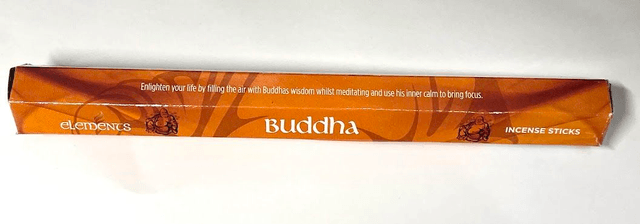 Enlighten your life by filling the air with Buddhas wisdom whilst meditating and use his inner calm to bring focus.
elements
Buddha
INCENSE STICKS